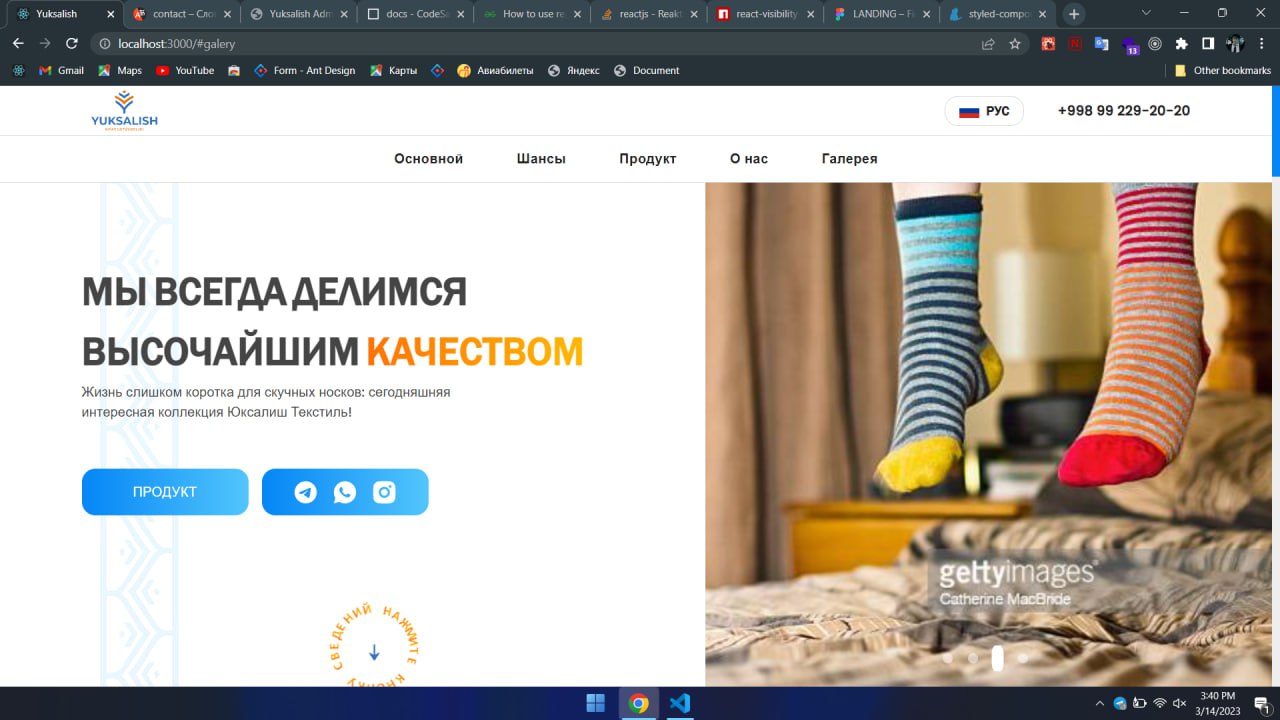 Yuksalish
contact – Сло
Yuksalish Adm
docs - CodeSa
How to use re
reactjs - Reakt
react-visibility
LANDING – Fi
styled-compo
localhost:3000/#galery
13
Gmail
Maps
YouTube
Form - Ant Design
Карты
Авиабилеты
Яндекс
Document
Other bookmarks
YUKSALISH
РУС
+998 99 229-20-20
Основной
Шансы
Продукт
О нас
Галерея
МЫ ВСЕГДА ДЕЛИМСЯ
ВЫСОЧАЙШИМ КАЧЕСТВОМ
Жизнь слишком коротка для скучных носков: сегодняшняя
интересная коллекция Юксалиш Текстиль!
ПРОДУКТ
gettyimages®
Catherine MacBride
СВЕДЕНИЙ НАЖМИТЕ КНОПКУ
3:40 PM
3/14/2023
1